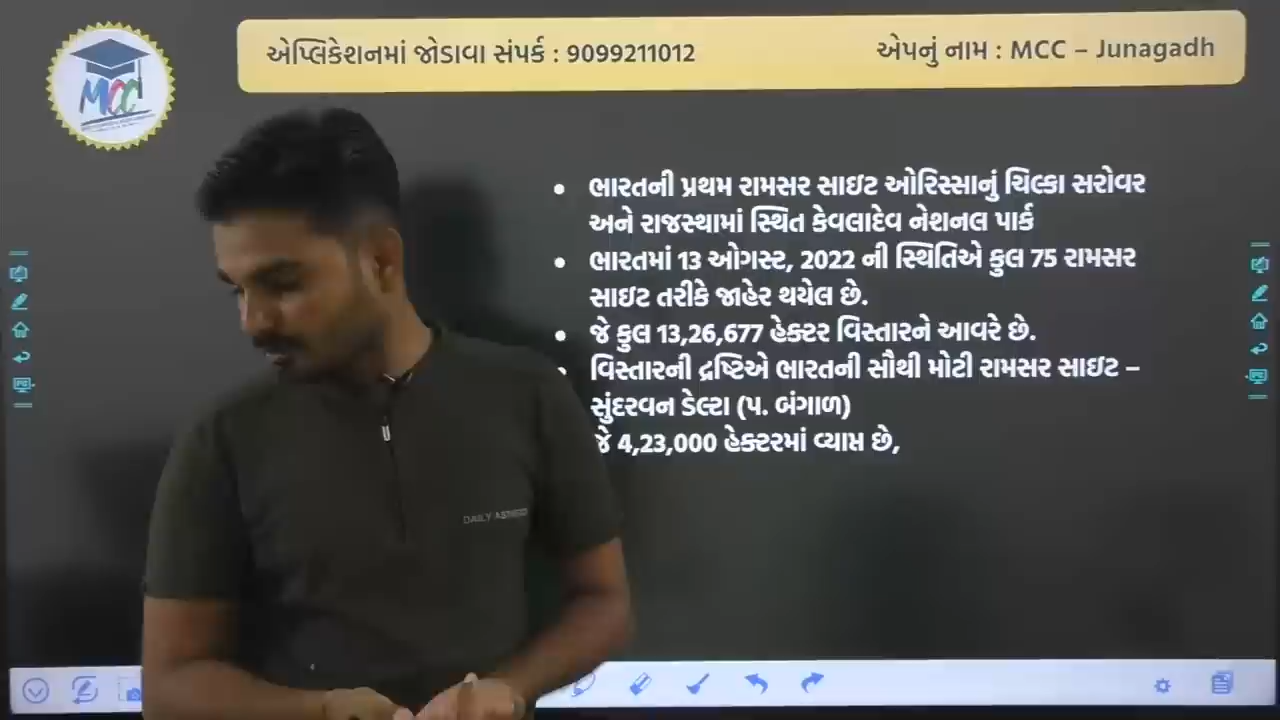 એપ્લિકેશનમાં જોડાવા સંપર્ક : 9099211012
એપનું નામ : MCC – Junagadh
MCC
ભારતની પ્રથમ રામસર સાઇટ ઓરિસ્સાનું ચિલ્કા સરોવર
અને રાજસ્થામાં સ્થિત કેવલાદેવ નેશનલ પાર્ક
ભારતમાં 13 ઓગસ્ટ, 2022 ની સ્થિતિએ કુલ 75 રામસર
સાઇટ તરીકે જાહેર થયેલ છે.
જે કુલ 13,26,677 હેક્ટર વિસ્તારને આવરે છે.
વિસ્તારની દ્રષ્ટિએ ભારતની સૌથી મોટી રામસર સાઇટ –
સુંદરવન ડેલ્ટા (પ. બંગાળ)
જે 4,23,000 હેક્ટરમાં વ્યાપ્ત છે,
DAILY